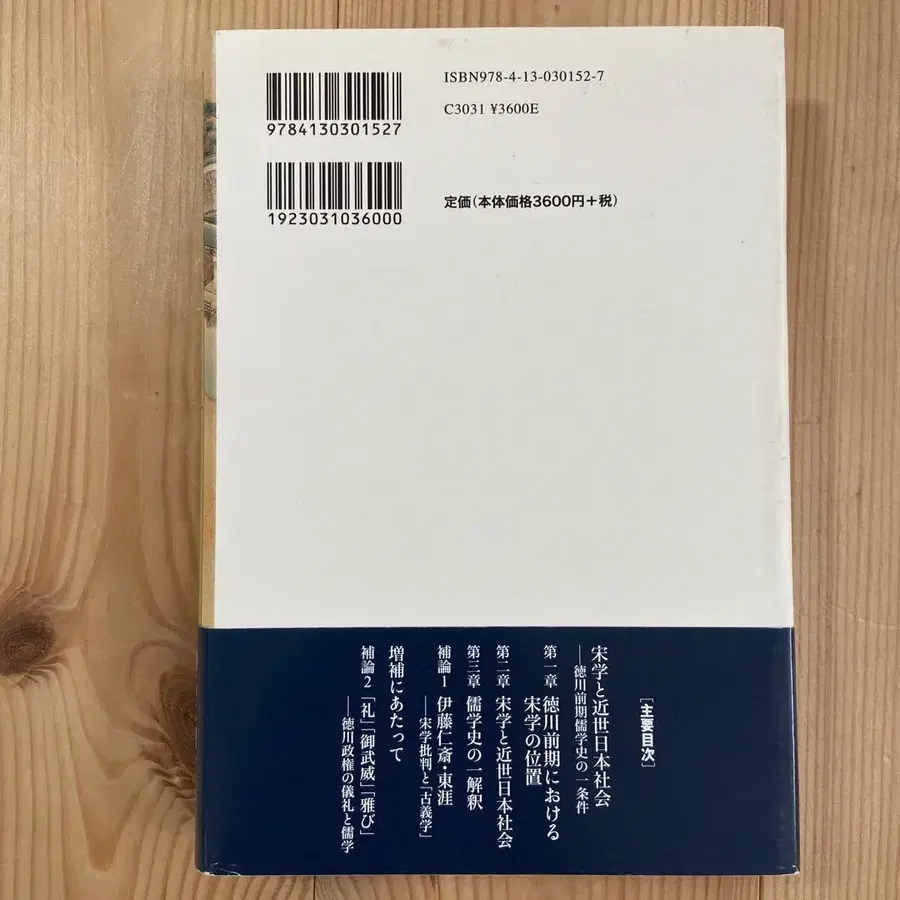 ISBN978-4-13-030152-7
C3031 ¥3600E
9784130301527
1923031036000
定価(本体価格3600円+税)
[主要目次]
宋学と近世日本社会
──徳川前期儒学史の一条件
第一章 徳川前期における
宋学の位置
第二章 宋学と近世日本社会
第三章 儒学史の一解釈
補論1 伊藤仁斎・東涯
──宋学批判と「古義学」
増補にあたって
補論2 「礼」「御武威」「雅び」
──徳川政権の儀礼と儒学